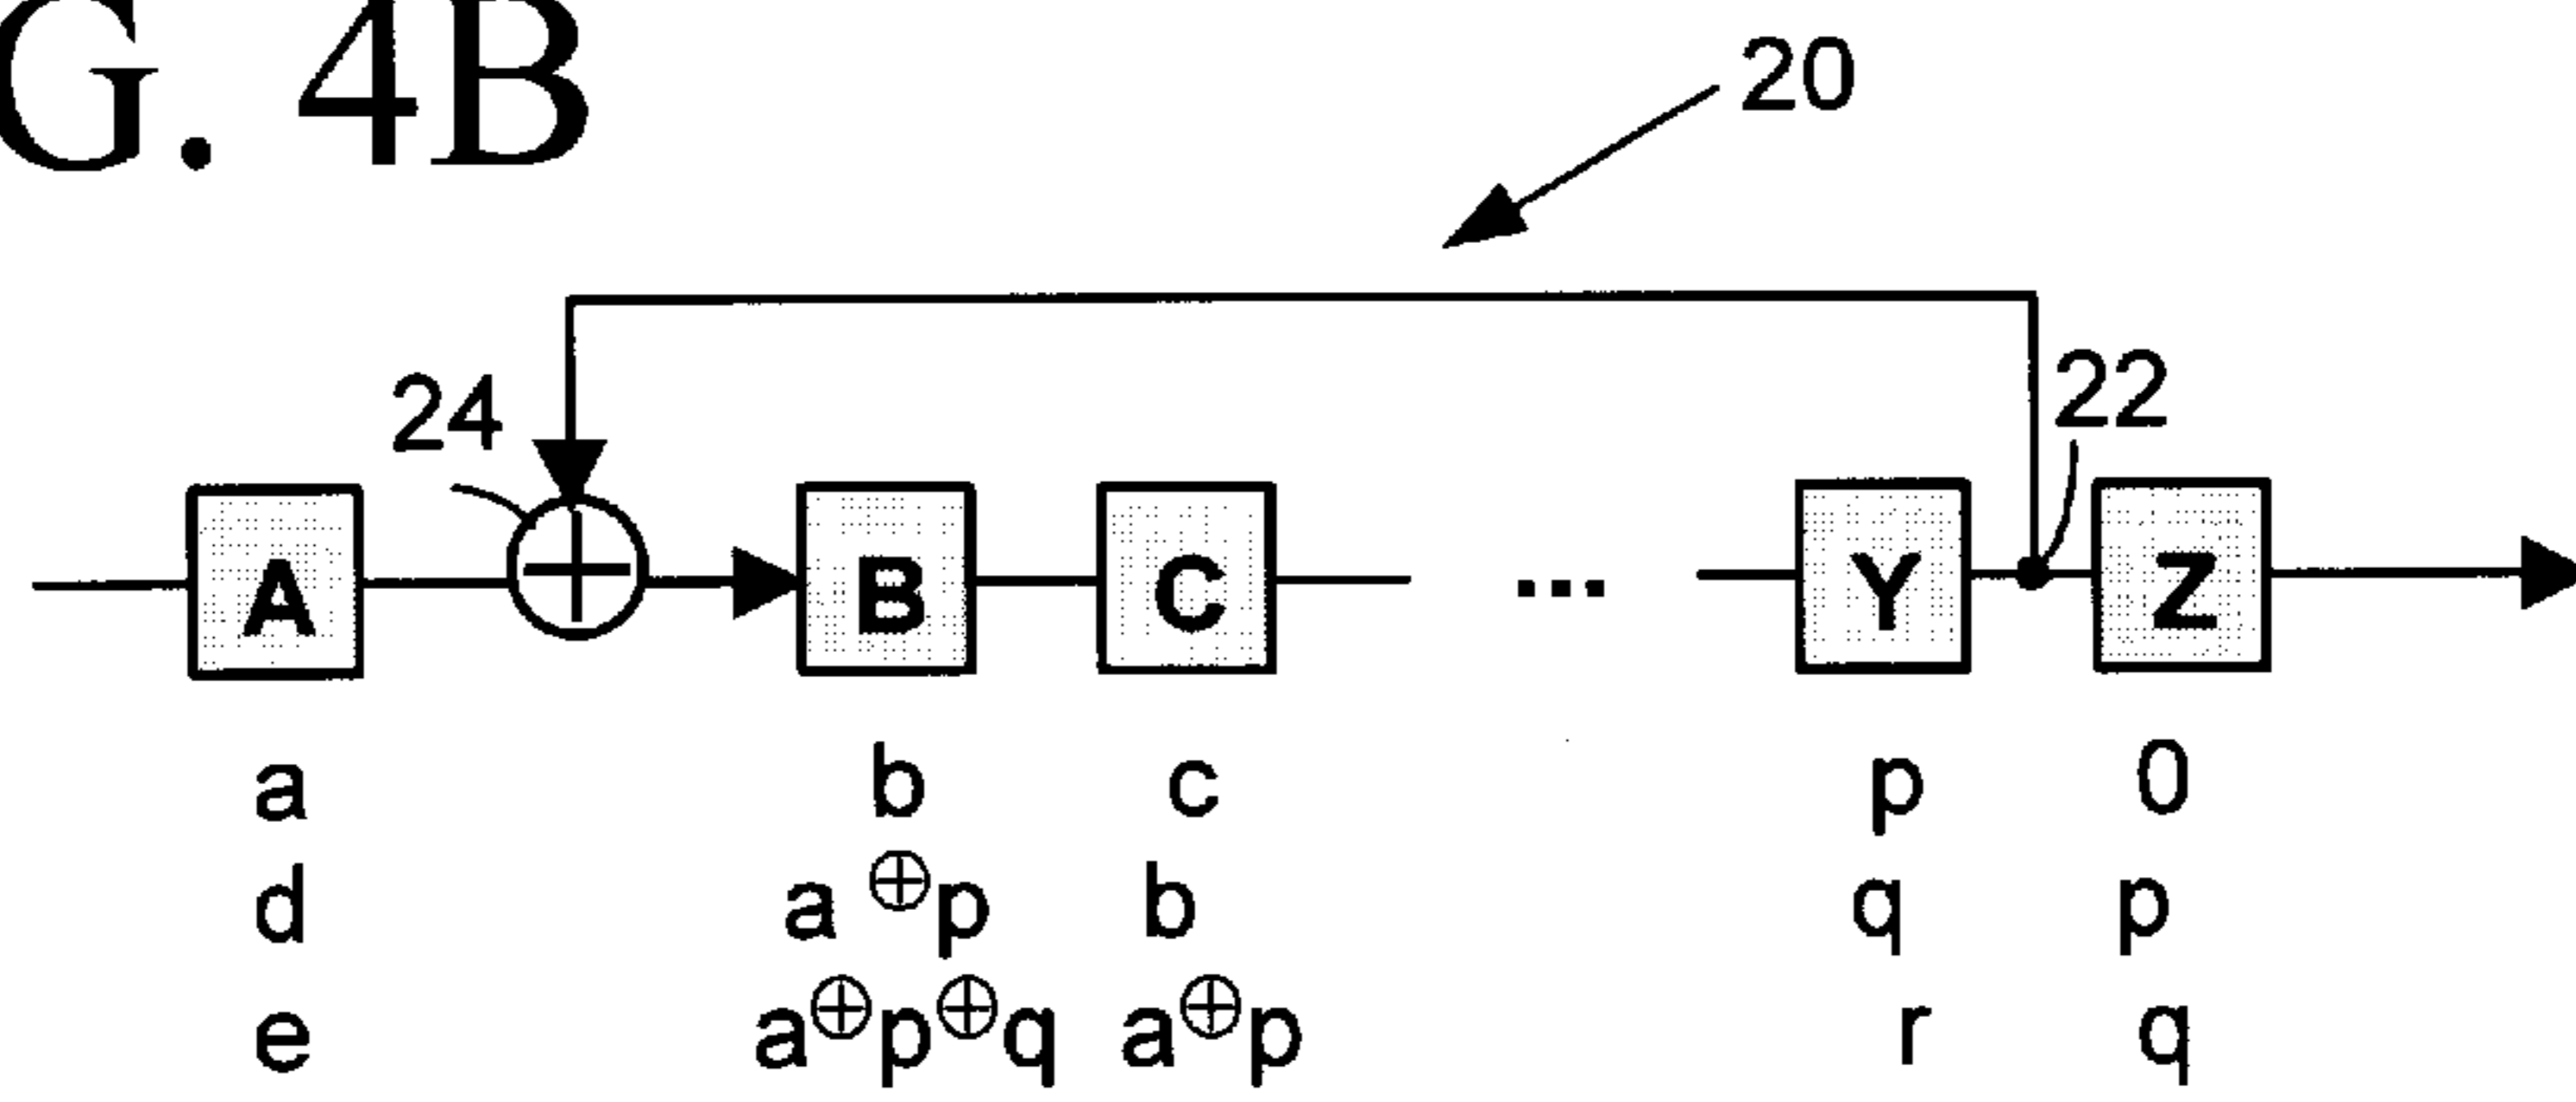 G. 4B
20
24
22
A B C ... Y Z
a b c p 0
d a⊕p b q p
e a⊕p⊕q a⊕p r q